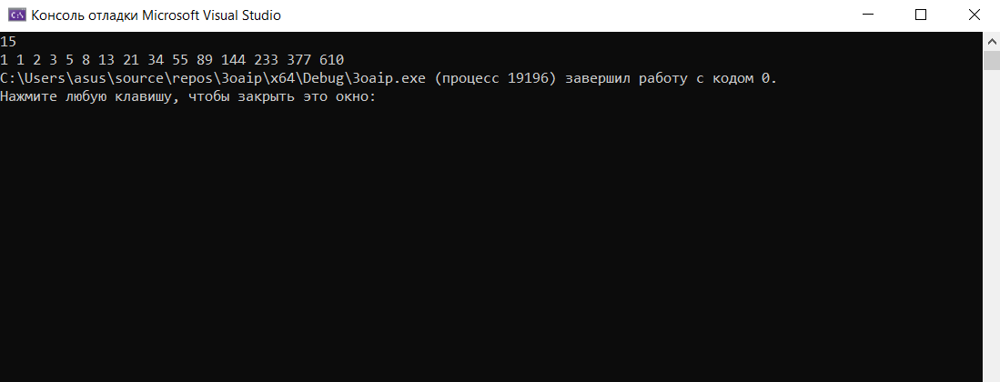 Консоль отладки Microsoft Visual Studio
15
1 1 2 3 5 8 13 21 34 55 89 144 233 377 610
C:\Users\asus\source\repos\3oaip\x64\Debug\3oaip.exe (процесс 19196) завершил работу с кодом 0.
Нажмите любую клавишу, чтобы закрыть это окно: